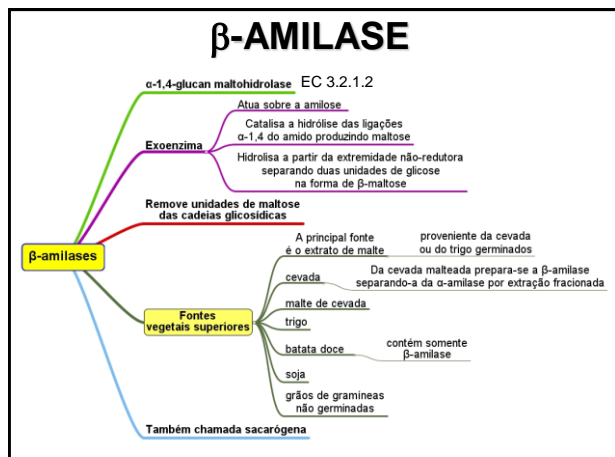 β-AMILASE
α-1,4-glucan maltohidrolase
EC 3.2.1.2
Exoenzima
Atua sobre a amilose
Catalisa a hidrólise das ligações
α-1,4 do amido produzindo maltose
Hidrolisa a partir da extremidade não-redutora
separando duas unidades de glicose
na forma de β-maltose
Remove unidades de maltose
das cadeias glicosídicas
β-amilases
Fontes
vegetais superiores
A principal fonte
é o extrato de malte
proveniente da cevada
ou do trigo germinados
cevada
Da cevada malteada prepara-se a β-amilase
separando-a da α-amilase por extração fracionada
malte de cevada
trigo
batata doce
contém somente
β-amilase
soja
grãos de gramíneas
não germinadas
Também chamada sacarógena